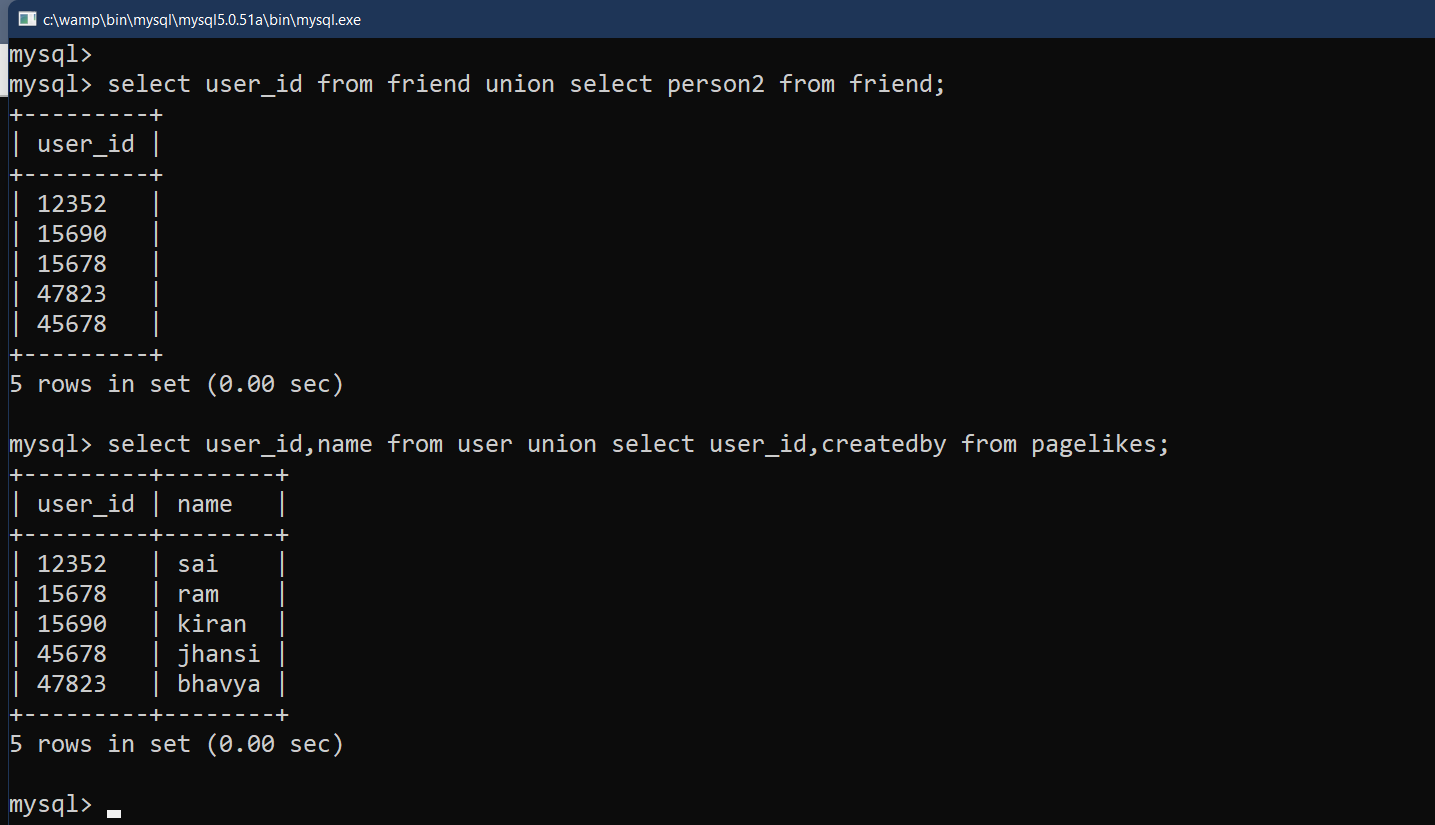 c:\wamp\bin\mysql\mysql5.0.51a\bin\mysql.exe
mysql>
mysql> select user_id from friend union select person2 from friend;
+---------+
| user_id |
+---------+
| 12352   |
| 15690   |
| 15678   |
| 47823   |
| 45678   |
+---------+
5 rows in set (0.00 sec)

mysql> select user_id,name from user union select user_id,createdby from pagelikes;
+---------+--------+
| user_id | name   |
+---------+--------+
| 12352   | sai    |
| 15678   | ram    |
| 15690   | kiran  |
| 45678   | jhansi |
| 47823   | bhavya |
+---------+--------+
5 rows in set (0.00 sec)

mysql>